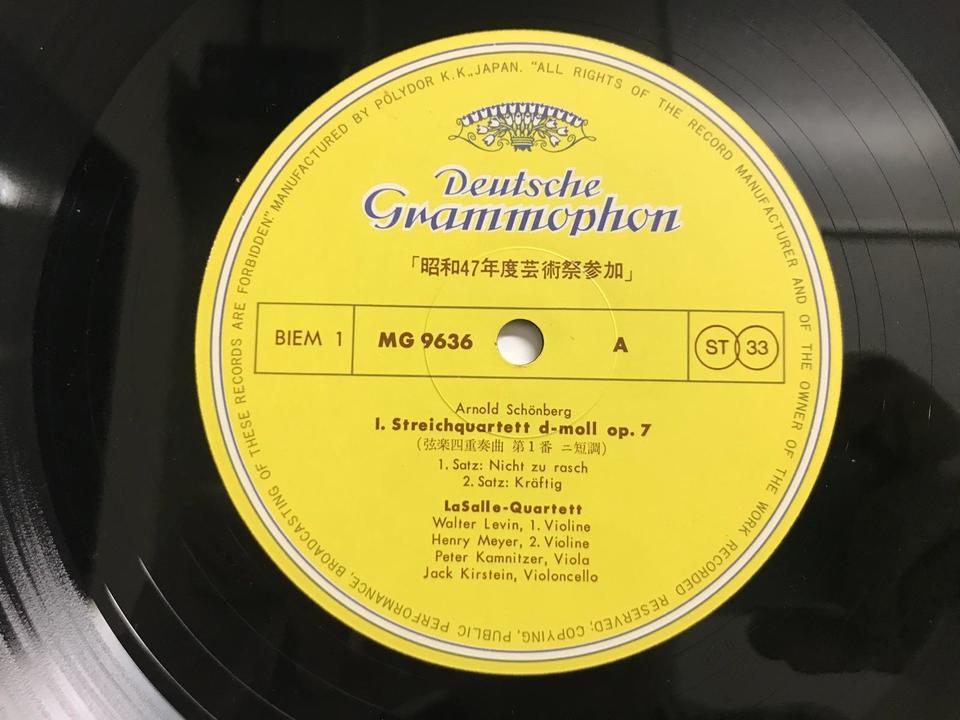 MANUFACTURED BY POLYDOR K.K., JAPAN. "ALL RIGHTS OF THE RECORD MANUFACTURER AND OF THE OWNER OF THE WORK RECORDED RESERVED; COPYING, PUBLIC PERFORMANCE, BROADCASTING OF THESE RECORDS ARE FORBIDDEN."
Deutsche
Grammophon
「昭和47年度芸術祭参加」
BIEM 1 MG 9636 A ST 33
Arnold Schönberg
I. Streichquartett d-moll op. 7
(弦楽四重奏曲 第1番 ニ短調)
1. Satz: Nicht zu rasch
2. Satz: Kräftig
LaSalle-Quartett
Walter Levin, 1. Violine
Henry Meyer, 2. Violine
Peter Kamnitzer, Viola
Jack Kirstein, Violoncello